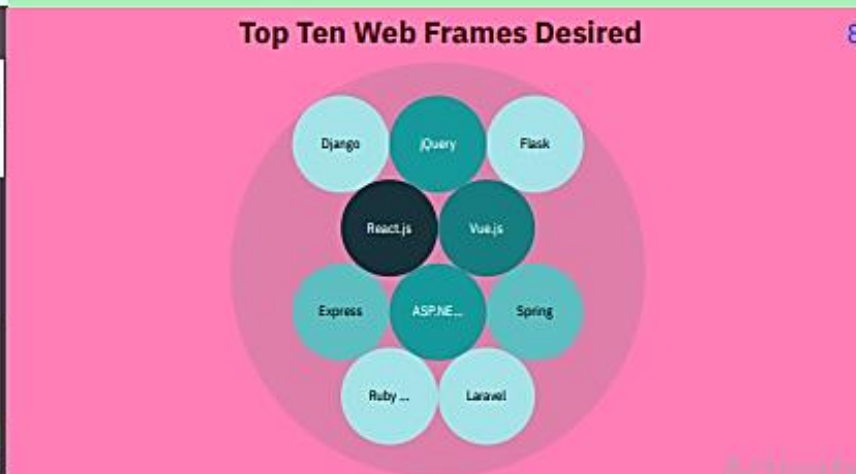 Top Ten Web Frames Desired
Django
jQuery
Flask
React.js
Vue.js
Express
ASP.NE...
Spring
Ruby ...
Laravel